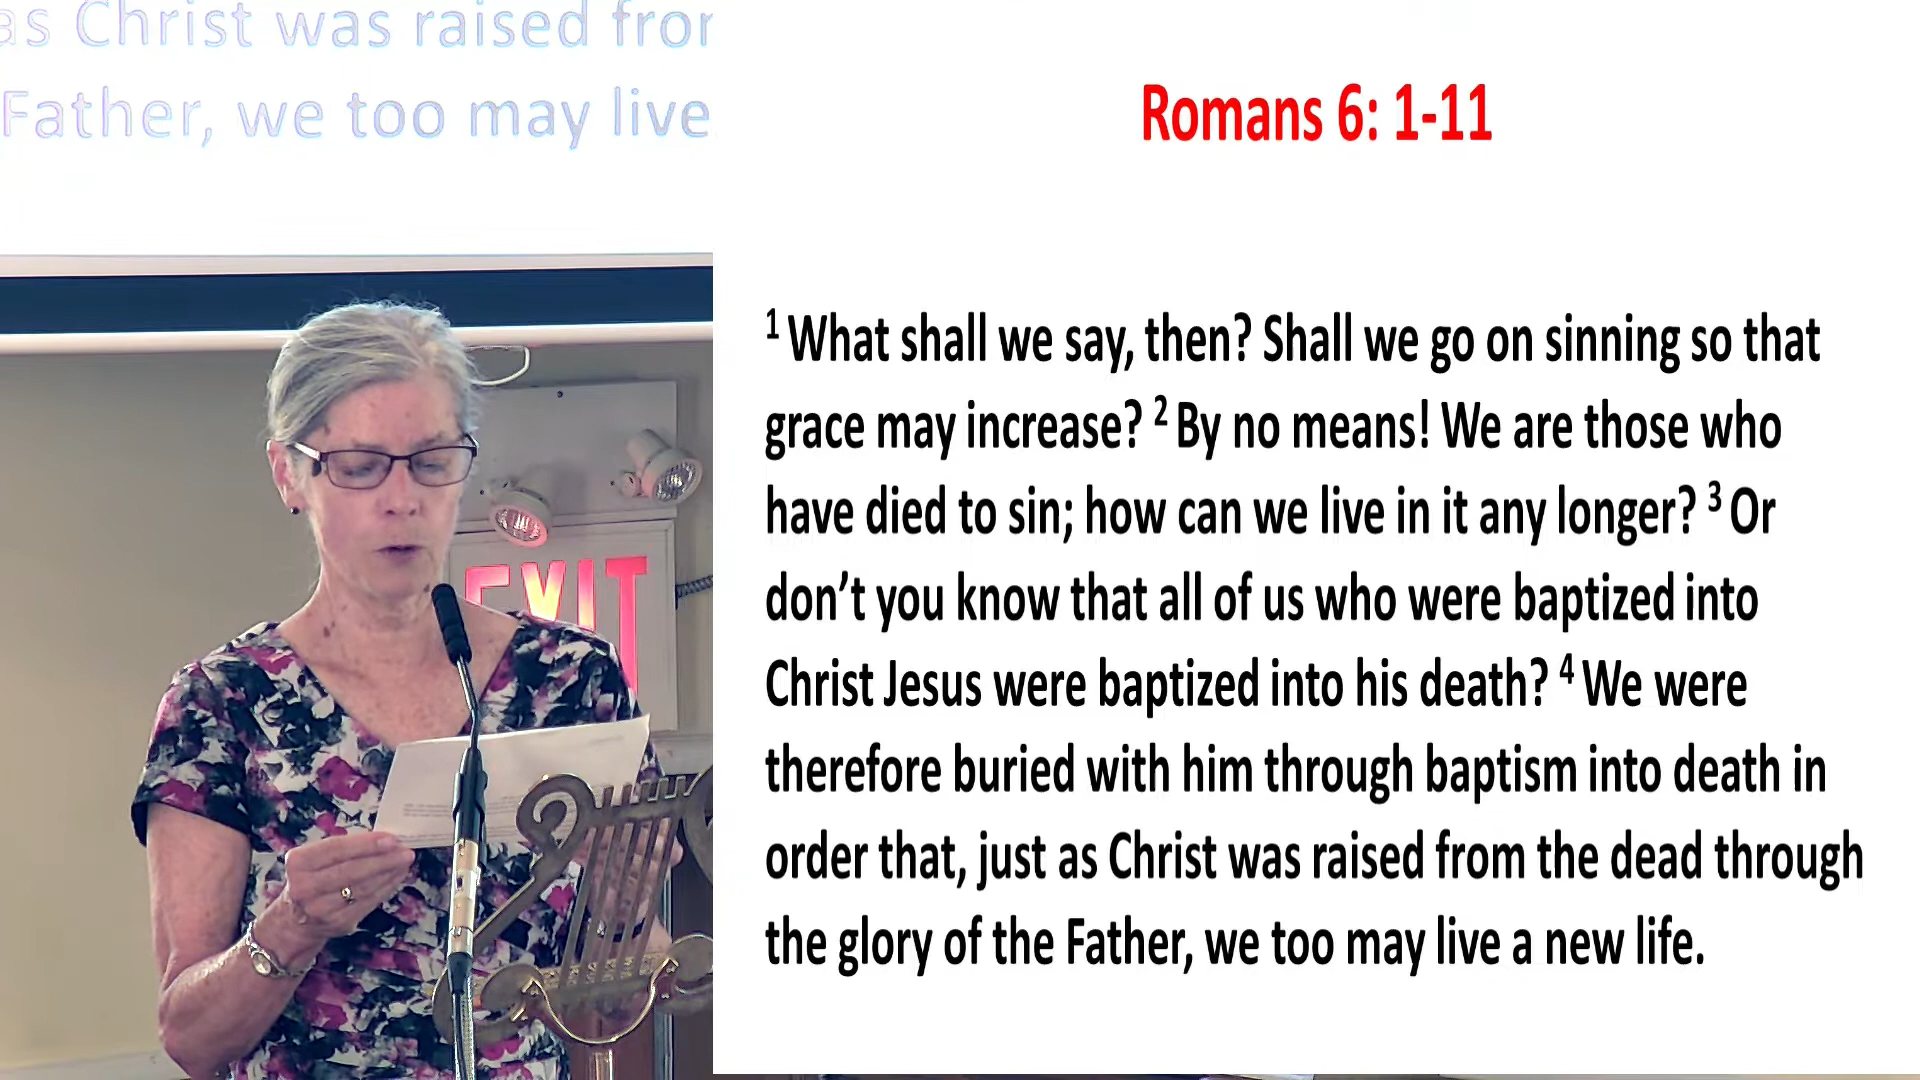 as Christ was raised from
Father, we too may live
EXIT
Romans 6: 1-11
1 What shall we say, then? Shall we go on sinning so that
grace may increase? 2 By no means! We are those who
have died to sin; how can we live in it any longer? 3 Or
don’t you know that all of us who were baptized into
Christ Jesus were baptized into his death? 4 We were
therefore buried with him through baptism into death in
order that, just as Christ was raised from the dead through
the glory of the Father, we too may live a new life.